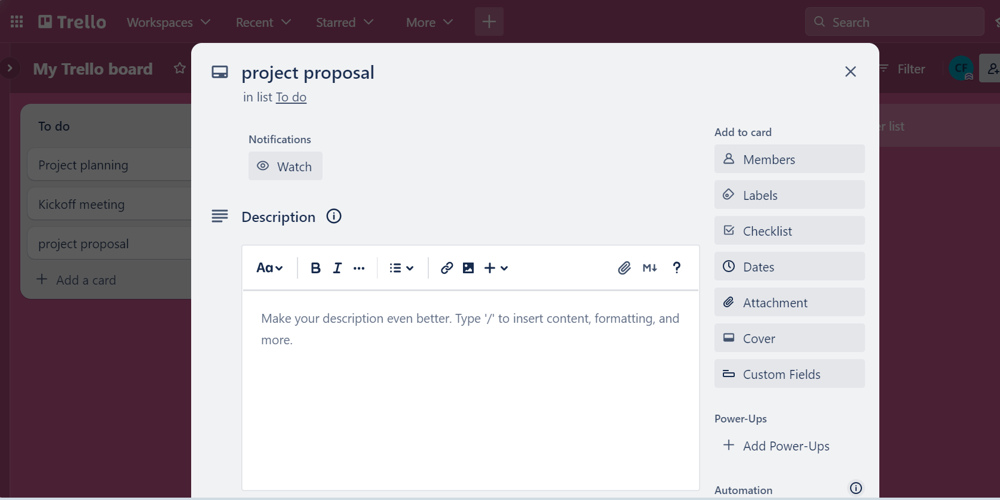 Trello
Workspaces
Recent
Starred
More
Search
My Trello board
Filter
CF
To do
Project planning
Kickoff meeting
project proposal
Add a card
project proposal
in list To do
Notifications
Watch
Description
Aa
B I
M
?
Make your description even better. Type '/' to insert content, formatting, and
more.
Add to card
Members
Labels
Checklist
Dates
Attachment
Cover
Custom Fields
Power-Ups
Add Power-Ups
Automation
list